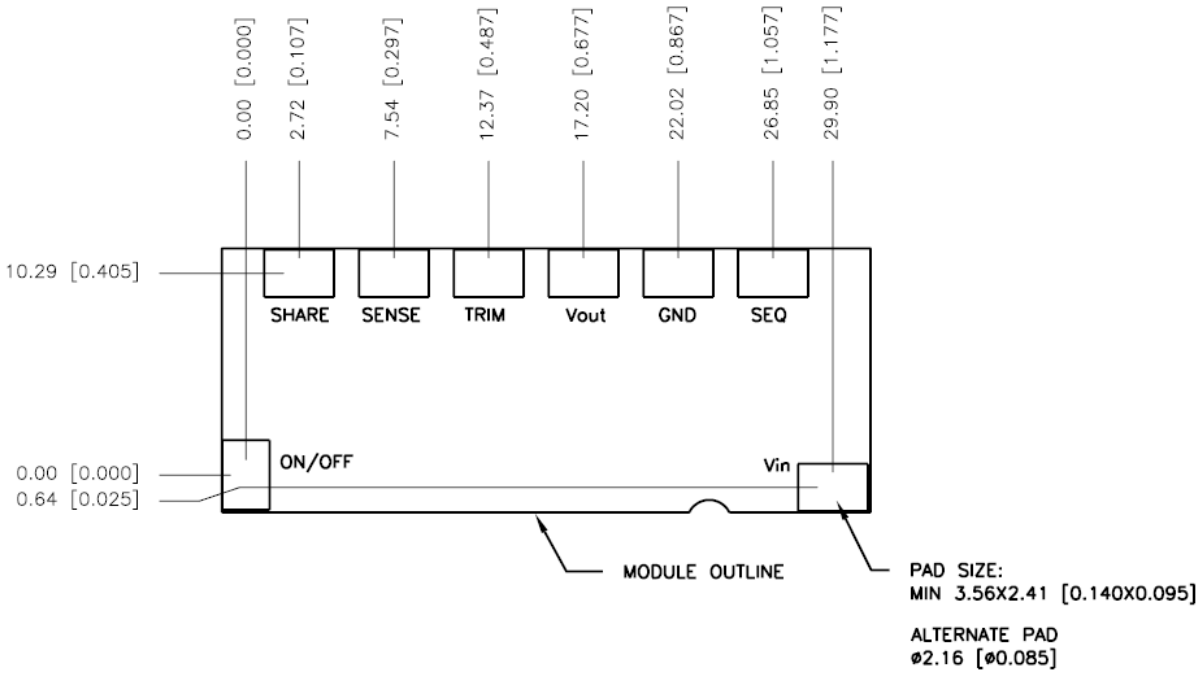 0.00 [0.000]
2.72 [0.107]
7.54 [0.297]
12.37 [0.487]
17.20 [0.677]
22.02 [0.867]
26.85 [1.057]
29.90 [1.177]
10.29 [0.405]
SHARE
SENSE
TRIM
Vout
GND
SEQ
ON/OFF
Vin
0.00 [0.000]
0.64 [0.025]
MODULE OUTLINE
PAD SIZE:
MIN 3.56X2.41 [0.140X0.095]
ALTERNATE PAD
ø2.16 [ø0.085]